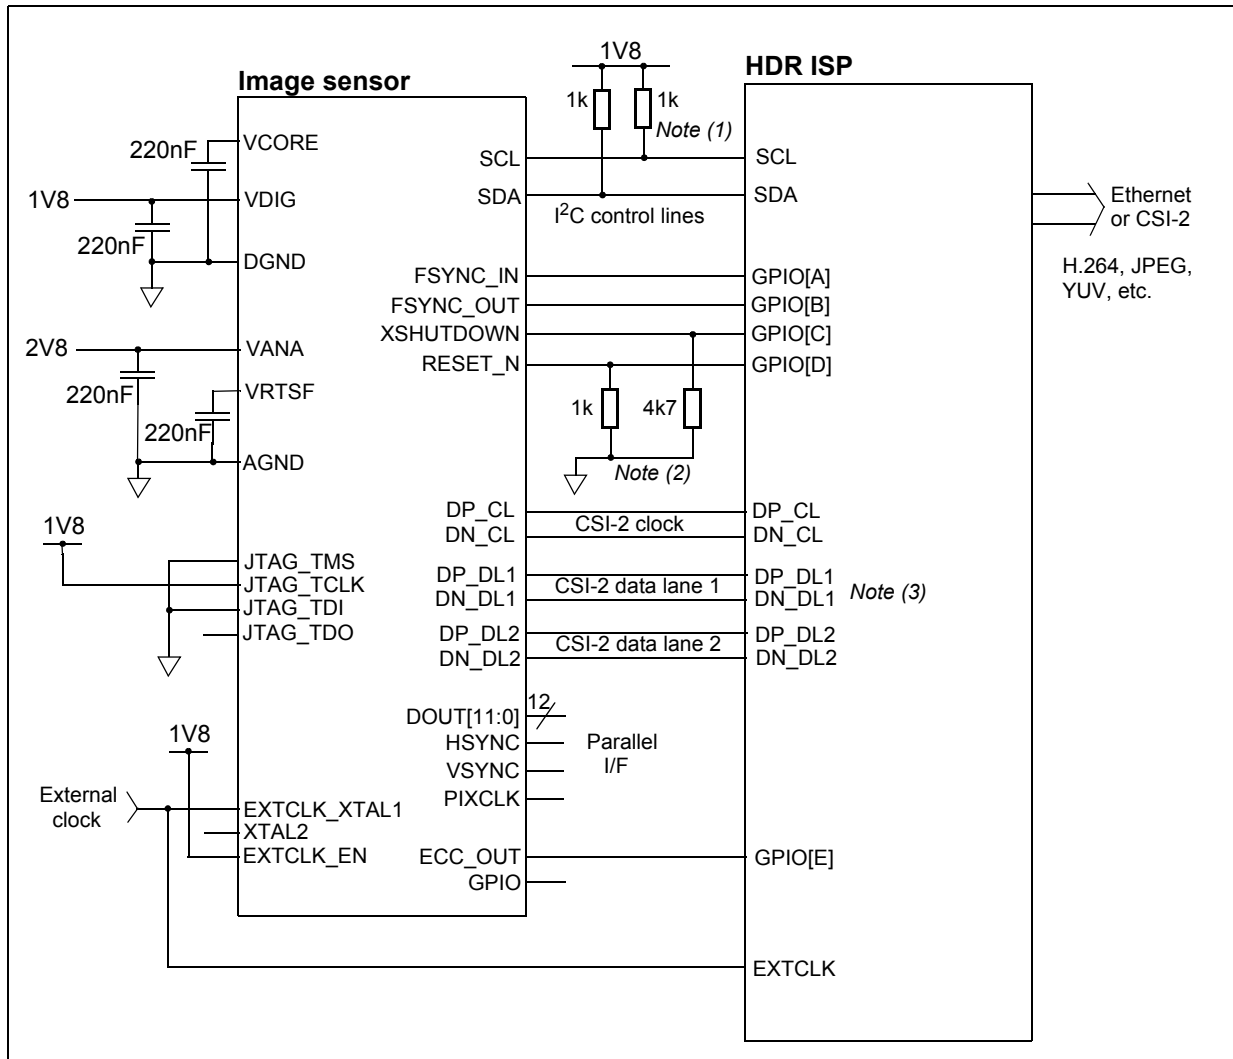 Image sensor
HDR ISP
1V8
1k
1k
Note (1)
220nF
VCORE
1V8
VDIG
220nF
DGND
2V8
VANA
220nF
VRTSF
220nF
AGND
1V8
JTAG_TMS
JTAG_TCLK
JTAG_TDI
JTAG_TDO
1V8
External
clock
EXTCLK_XTAL1
XTAL2
EXTCLK_EN
SCL
SDA
I2C control lines
FSYNC_IN
FSYNC_OUT
XSHUTDOWN
RESET_N
1k
4k7
Note (2)
DP_CL
DN_CL
CSI-2 clock
DP_DL1
DN_DL1
CSI-2 data lane 1
DP_DL2
DN_DL2
CSI-2 data lane 2
DOUT[11:0]
12
HSYNC
VSYNC
PIXCLK
Parallel
I/F
ECC_OUT
GPIO
SCL
SDA
GPIO[A]
GPIO[B]
GPIO[C]
GPIO[D]
DP_CL
DN_CL
DP_DL1
DN_DL1
Note (3)
DP_DL2
DN_DL2
GPIO[E]
EXTCLK
Ethernet
or CSI-2
H.264, JPEG,
YUV, etc.